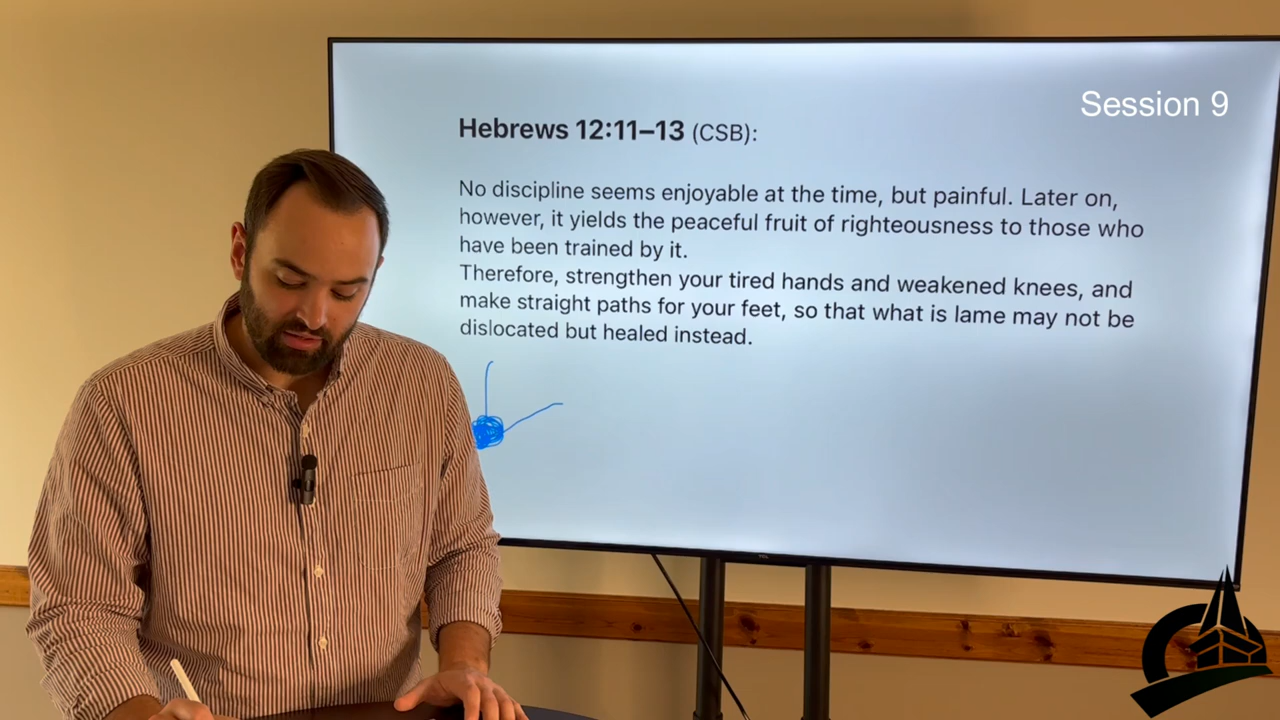 Session 9
Hebrews 12:11–13 (CSB):
No discipline seems enjoyable at the time, but painful. Later on,
however, it yields the peaceful fruit of righteousness to those who
have been trained by it.
Therefore, strengthen your tired hands and weakened knees, and
make straight paths for your feet, so that what is lame may not be
dislocated but healed instead.
TCL